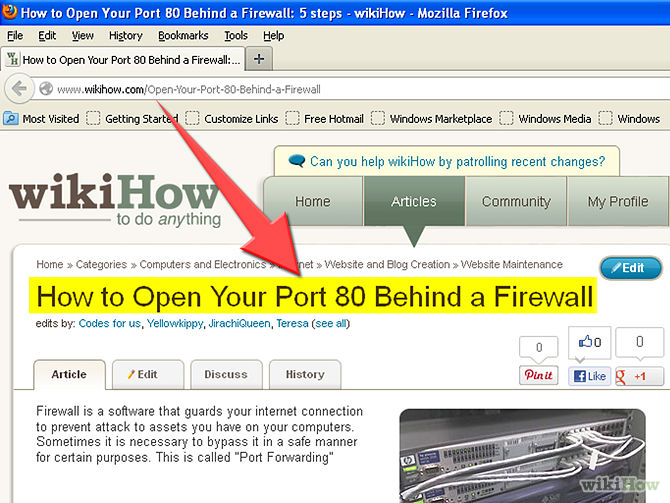 How to Open Your Port 80 Behind a Firewall: 5 steps - wikiHow - Mozilla Firefox
File Edit View History Bookmarks Tools Help
How to Open Your Port 80 Behind a Firewall:... +
www.wikihow.com/Open-Your-Port-80-Behind-a-Firewall
Most Visited Getting Started Customize Links Free Hotmail Windows Marketplace Windows Media Windows
Can you help wikiHow by patrolling recent changes?
wikiHow
to do anything
Home Articles Community My Profile
Home » Categories » Computers and Electronics » » Website and Blog Creation » Website Maintenance
Edit
How to Open Your Port 80 Behind a Firewall
edits by: Codes for us, Yellowkippy, JirachiQueen, Teresa (see all)
0 0 0
Pin it Like +1
Article Edit Discuss History
Firewall is a software that guards your internet connection
to prevent attack to assets you have on your computers.
Sometimes it is necessary to bypass it in a safe manner
for certain purposes. This is called "Port Forwarding"
wikiHow